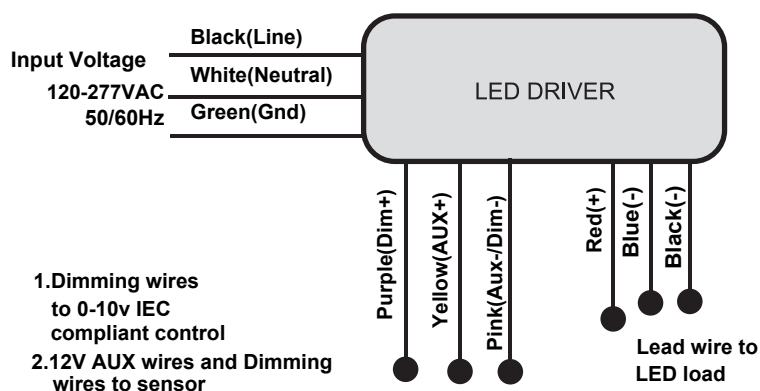 Black(Line)
Input Voltage
White(Neutral)
120-277VAC
50/60Hz
Green(Gnd)
LED DRIVER
Purple(Dim+)
Yellow(AUX+)
Pink(Aux-/Dim-)
Red(+)
Blue(-)
Black(-)
1.Dimming wires
to 0-10v IEC
compliant control
2.12V AUX wires and Dimming
wires to sensor
Lead wire to
LED load